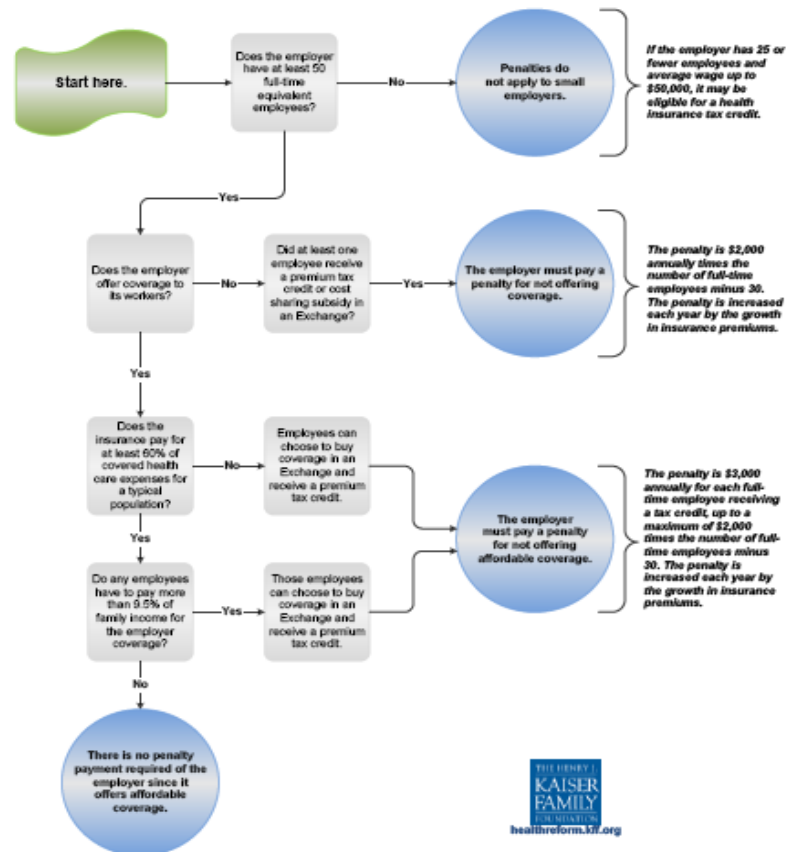 Start here.
Does the employer
have at least 50
full-time
equivalent
employees?
No
Penalties do
not apply to small
employers.
If the employer has 25 or
fewer employees and
average wage up to
$50,000, it may be
eligible for a health
insurance tax credit.
Yes
Does the employer
offer coverage to
its workers?
No
Did at least one
employee receive
a premium tax
credit or cost
sharing subsidy in
an Exchange?
Yes
The employer must pay a
penalty for not offering
coverage.
The penalty is $2,000
annually times the
number of full-time
employees minus 30.
The penalty is increased
each year by the growth
in insurance premiums.
Yes
Does the
insurance pay for
at least 60% of
covered health
care expenses for
a typical
population?
No
Employees can
choose to buy
coverage in an
Exchange and
receive a premium
tax credit.
The employer
must pay a penalty
for not offering
affordable coverage.
The penalty is $3,000
annually for each full-
time employee receiving
a tax credit, up to a
maximum of $2,000
times the number of full-
time employees minus
30. The penalty is
increased each year by
the growth in insurance
premiums.
Yes
Do any employees
have to pay more
than 9.5% of
family income for
the employer
coverage?
Yes
Those employees
can choose to buy
coverage in an
Exchange and
receive a premium
tax credit.
No
There is no penalty
payment required of the
employer since it
offers affordable
coverage.
THE HENRY J.
KAISER
FAMILY
FOUNDATION
healthreform.kff.org